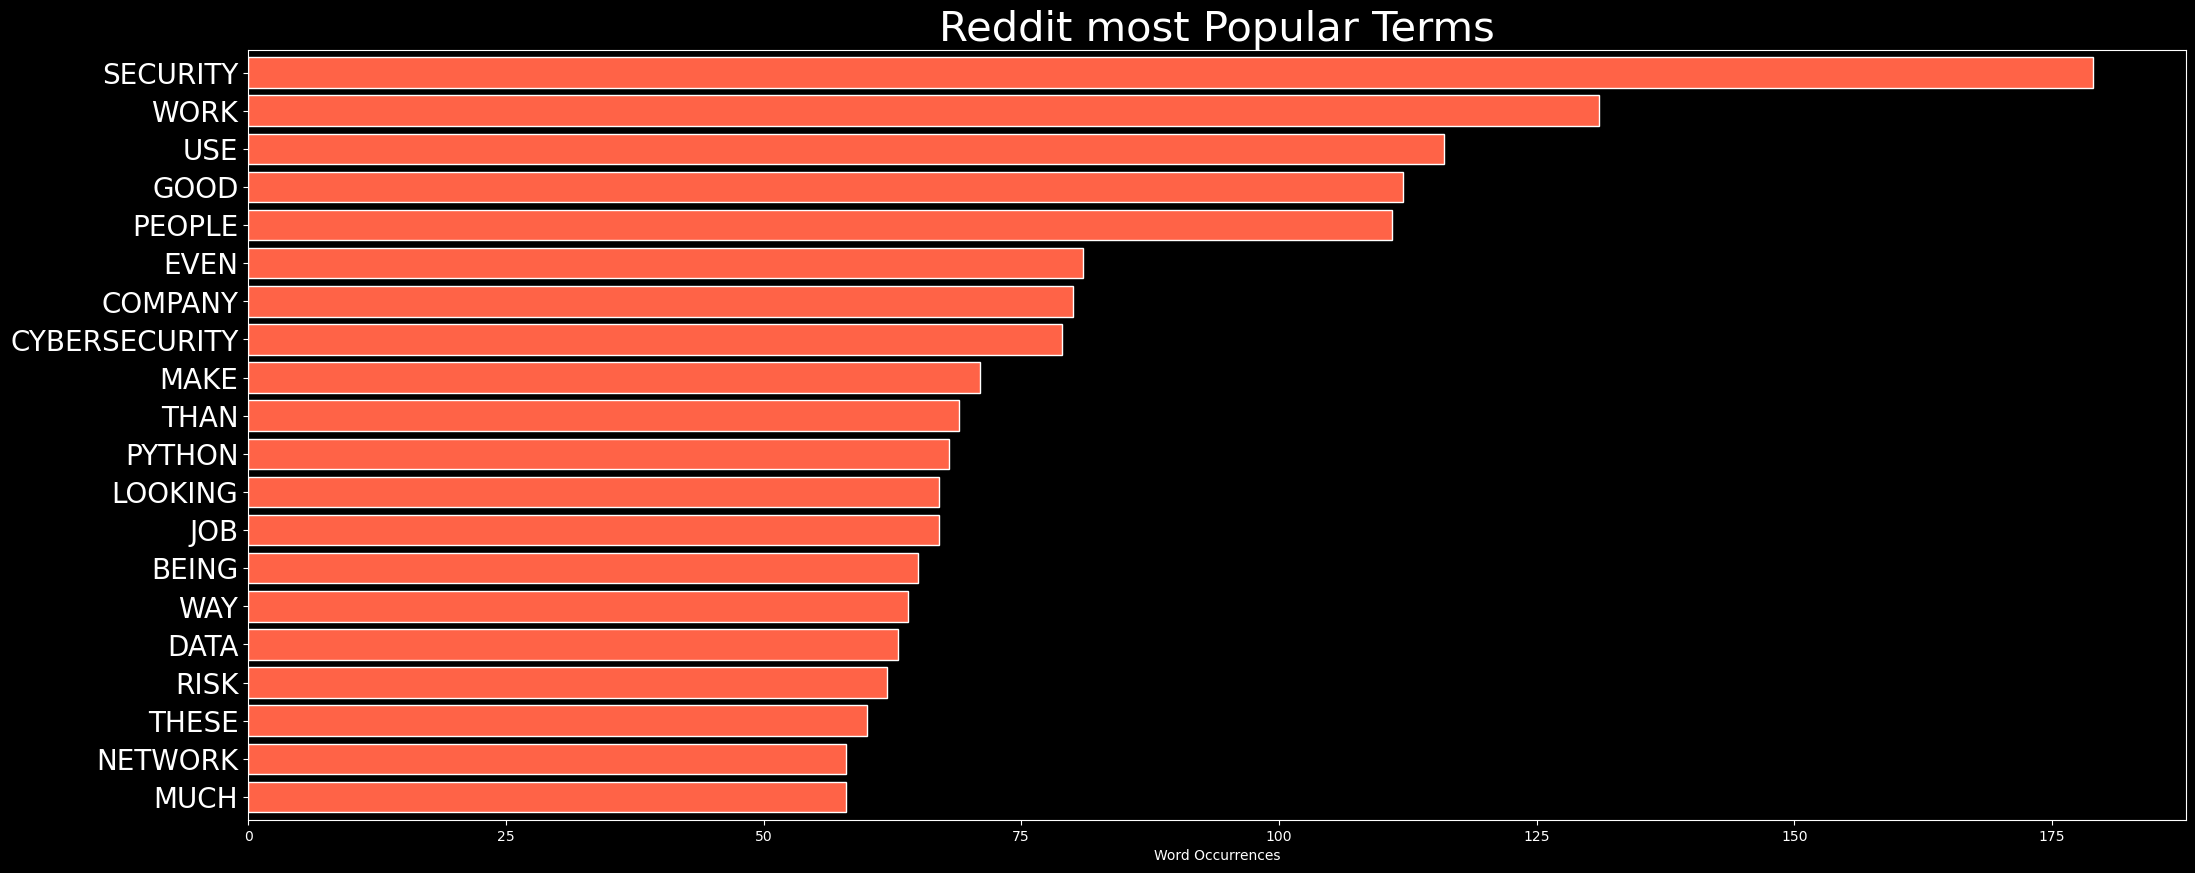 Reddit most Popular Terms
SECURITY
WORK
USE
GOOD
PEOPLE
EVEN
COMPANY
CYBERSECURITY
MAKE
THAN
PYTHON
LOOKING
JOB
BEING
WAY
DATA
RISK
THESE
NETWORK
MUCH
0 25 50 75 100 125 150 175
Word Occurrences